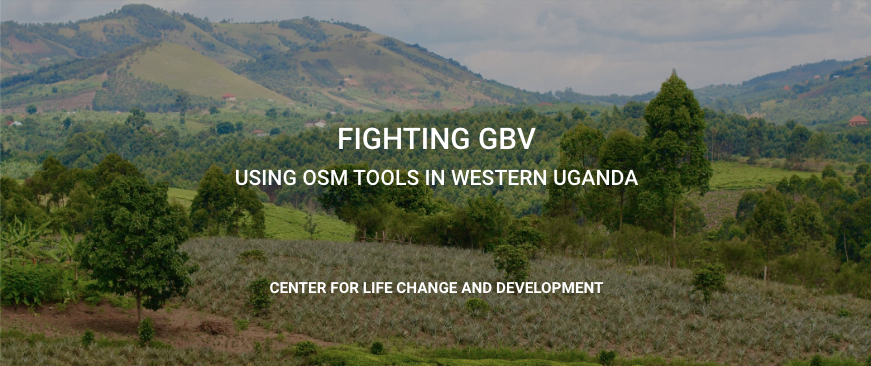 FIGHTING GBV
USING OSM TOOLS IN WESTERN UGANDA
CENTER FOR LIFE CHANGE AND DEVELOPMENT